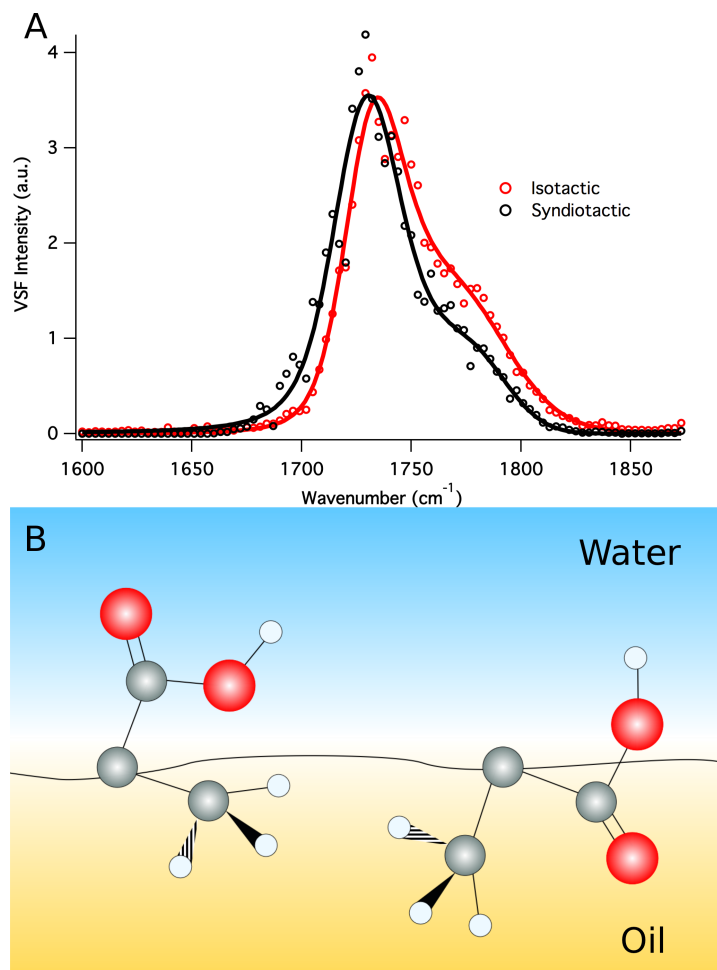 A
VSF Intensity (a.u.)
4
3
2
1
0
Isotactic
Syndiotactic
1600 1650 1700 1750 1800 1850
Wavenumber (cm⁻¹)
B
Water
Oil